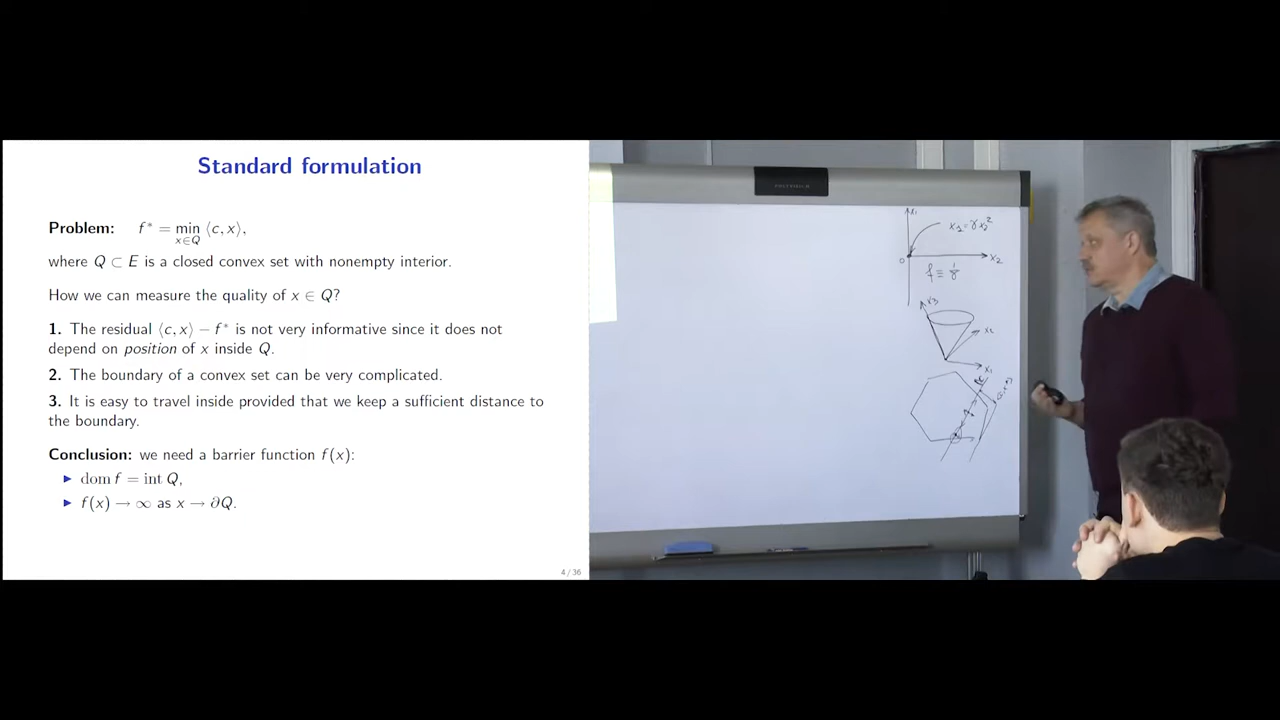 Standard formulation
Problem: f* = min ⟨c, x⟩,
x∈Q
where Q ⊂ E is a closed convex set with nonempty interior.
How we can measure the quality of x ∈ Q?
1. The residual ⟨c, x⟩ − f* is not very informative since it does not
depend on position of x inside Q.
2. The boundary of a convex set can be very complicated.
3. It is easy to travel inside provided that we keep a sufficient distance to
the boundary.
Conclusion: we need a barrier function f(x):
▶ dom f = int Q,
▶ f(x) → ∞ as x → ∂Q.
4 / 36
x₁
0
x₂
f ≡ 1/γ
x₃
x₂
x₁